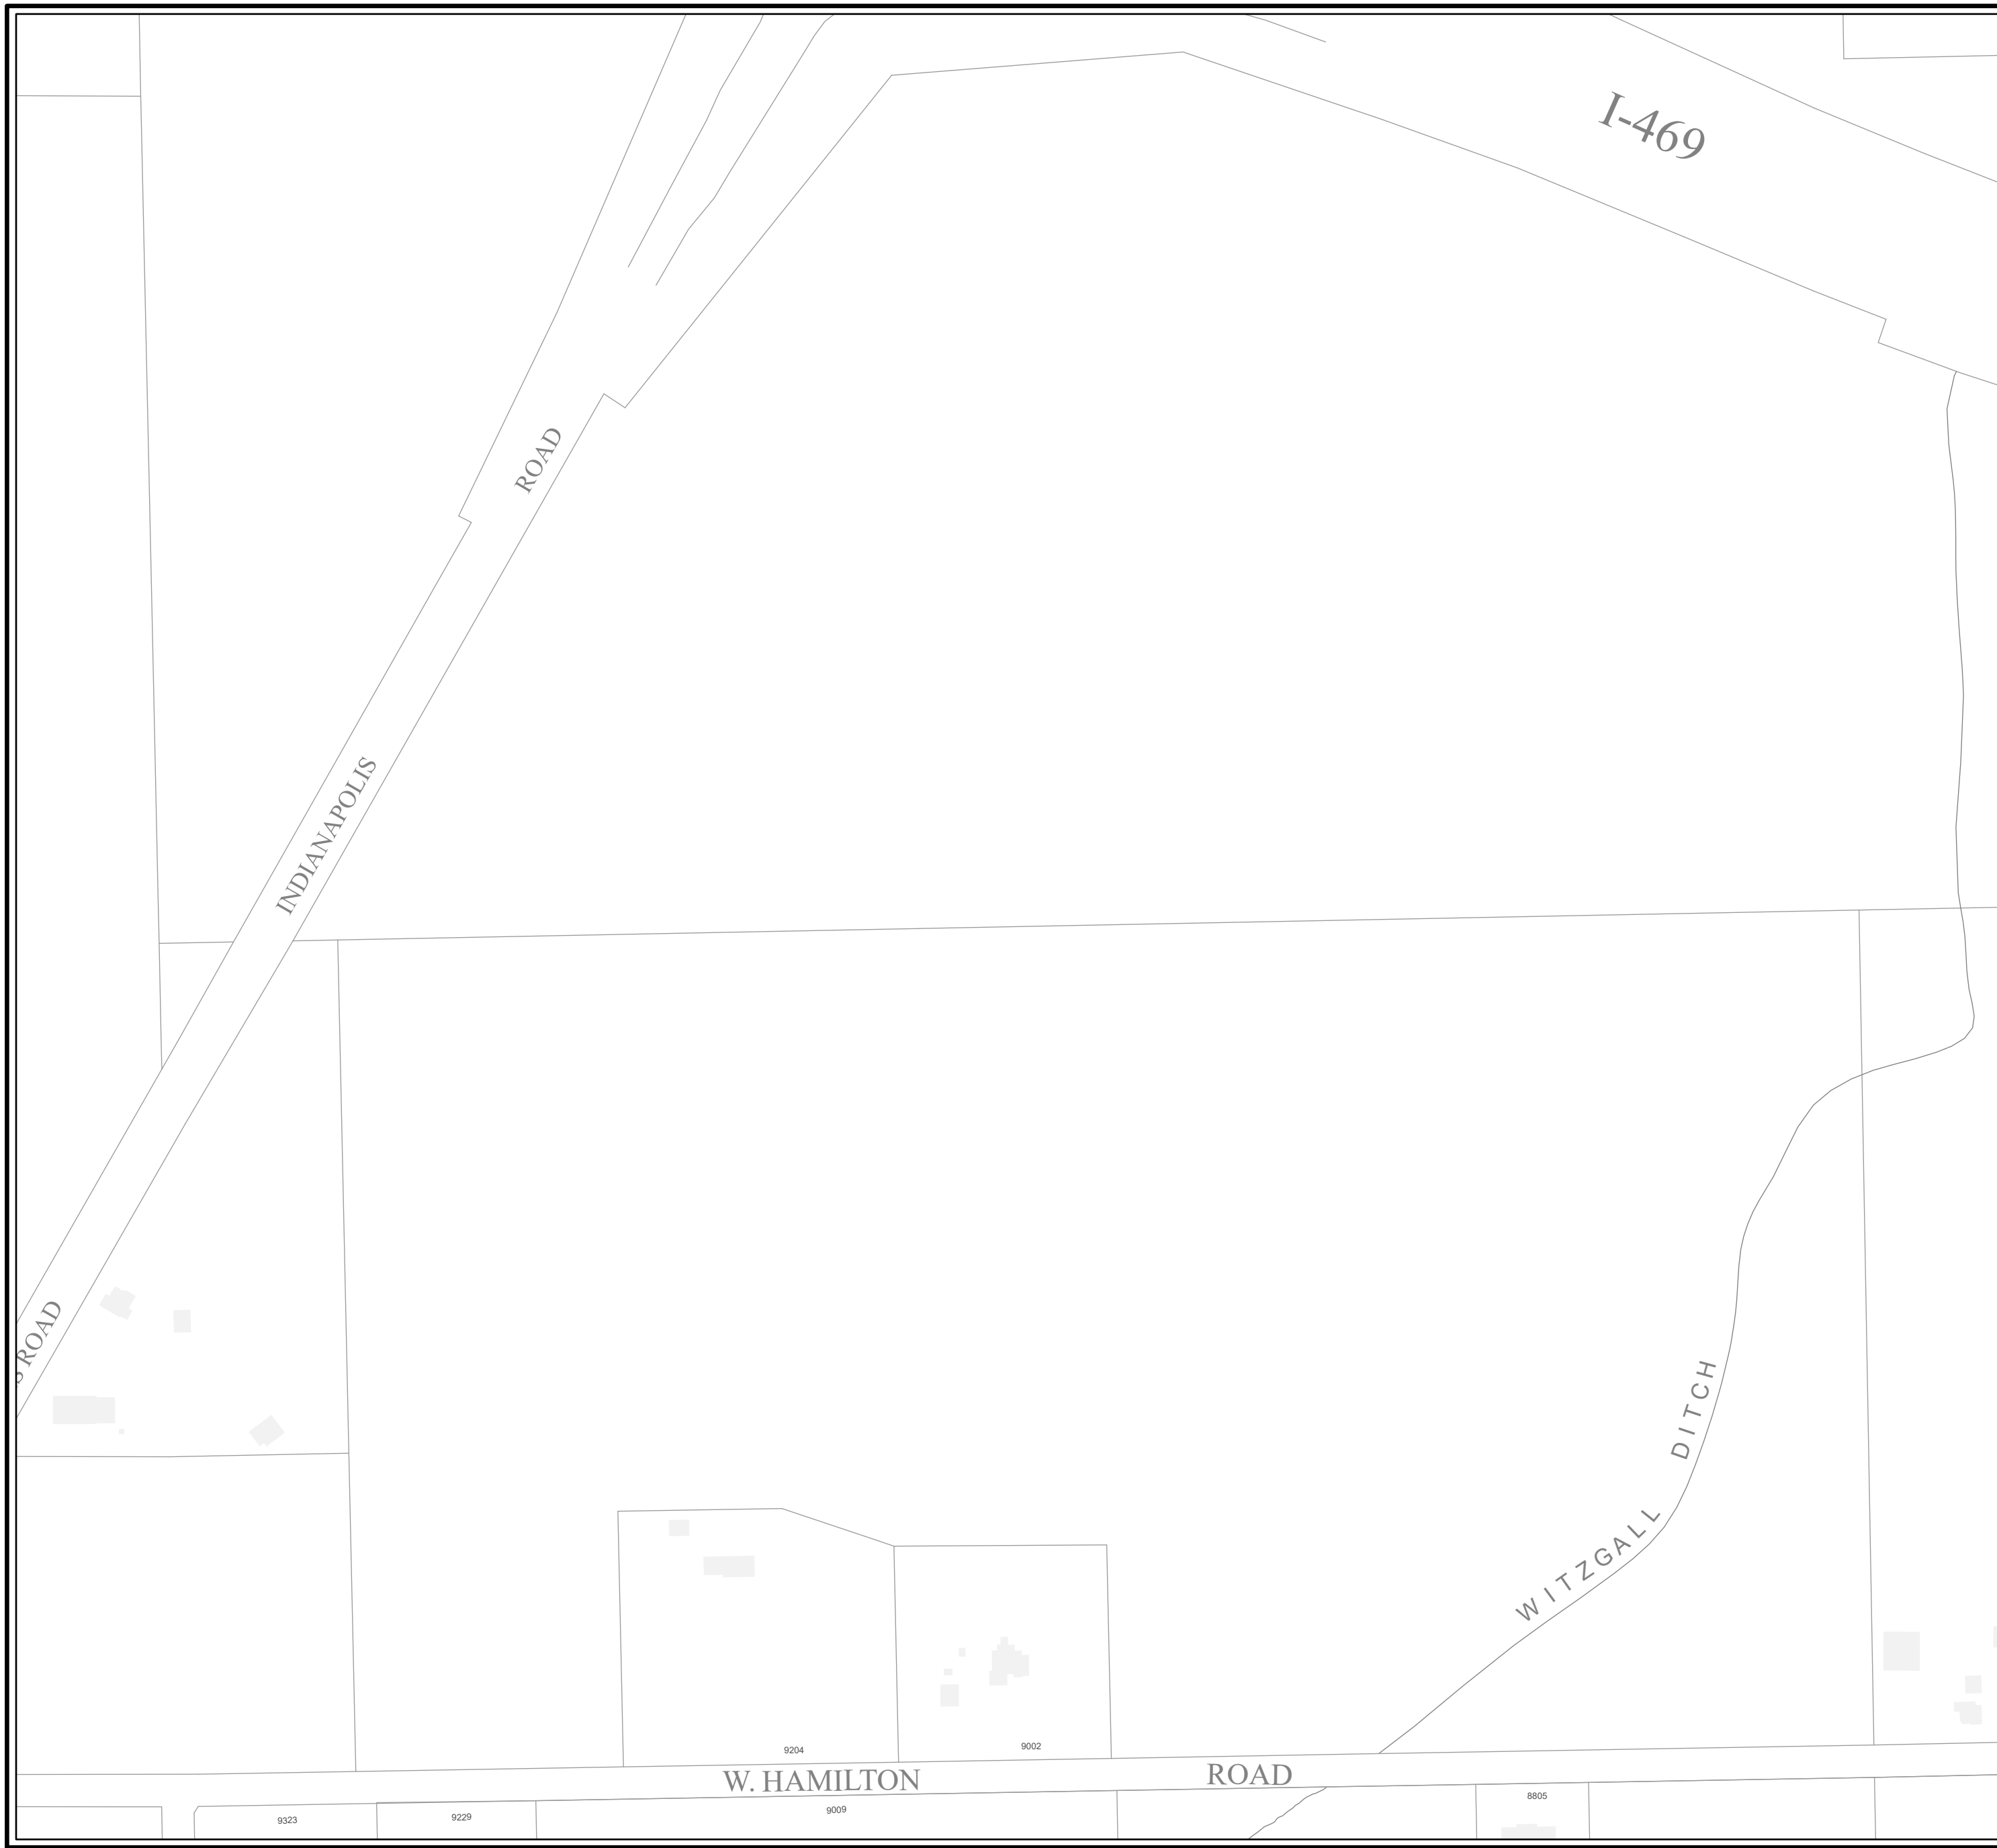 I-469
ROAD
INDIANAPOLIS
S ROAD
DITCH
WITZGALL
9204
9002
W. HAMILTON ROAD
9323
9229
9009
8805